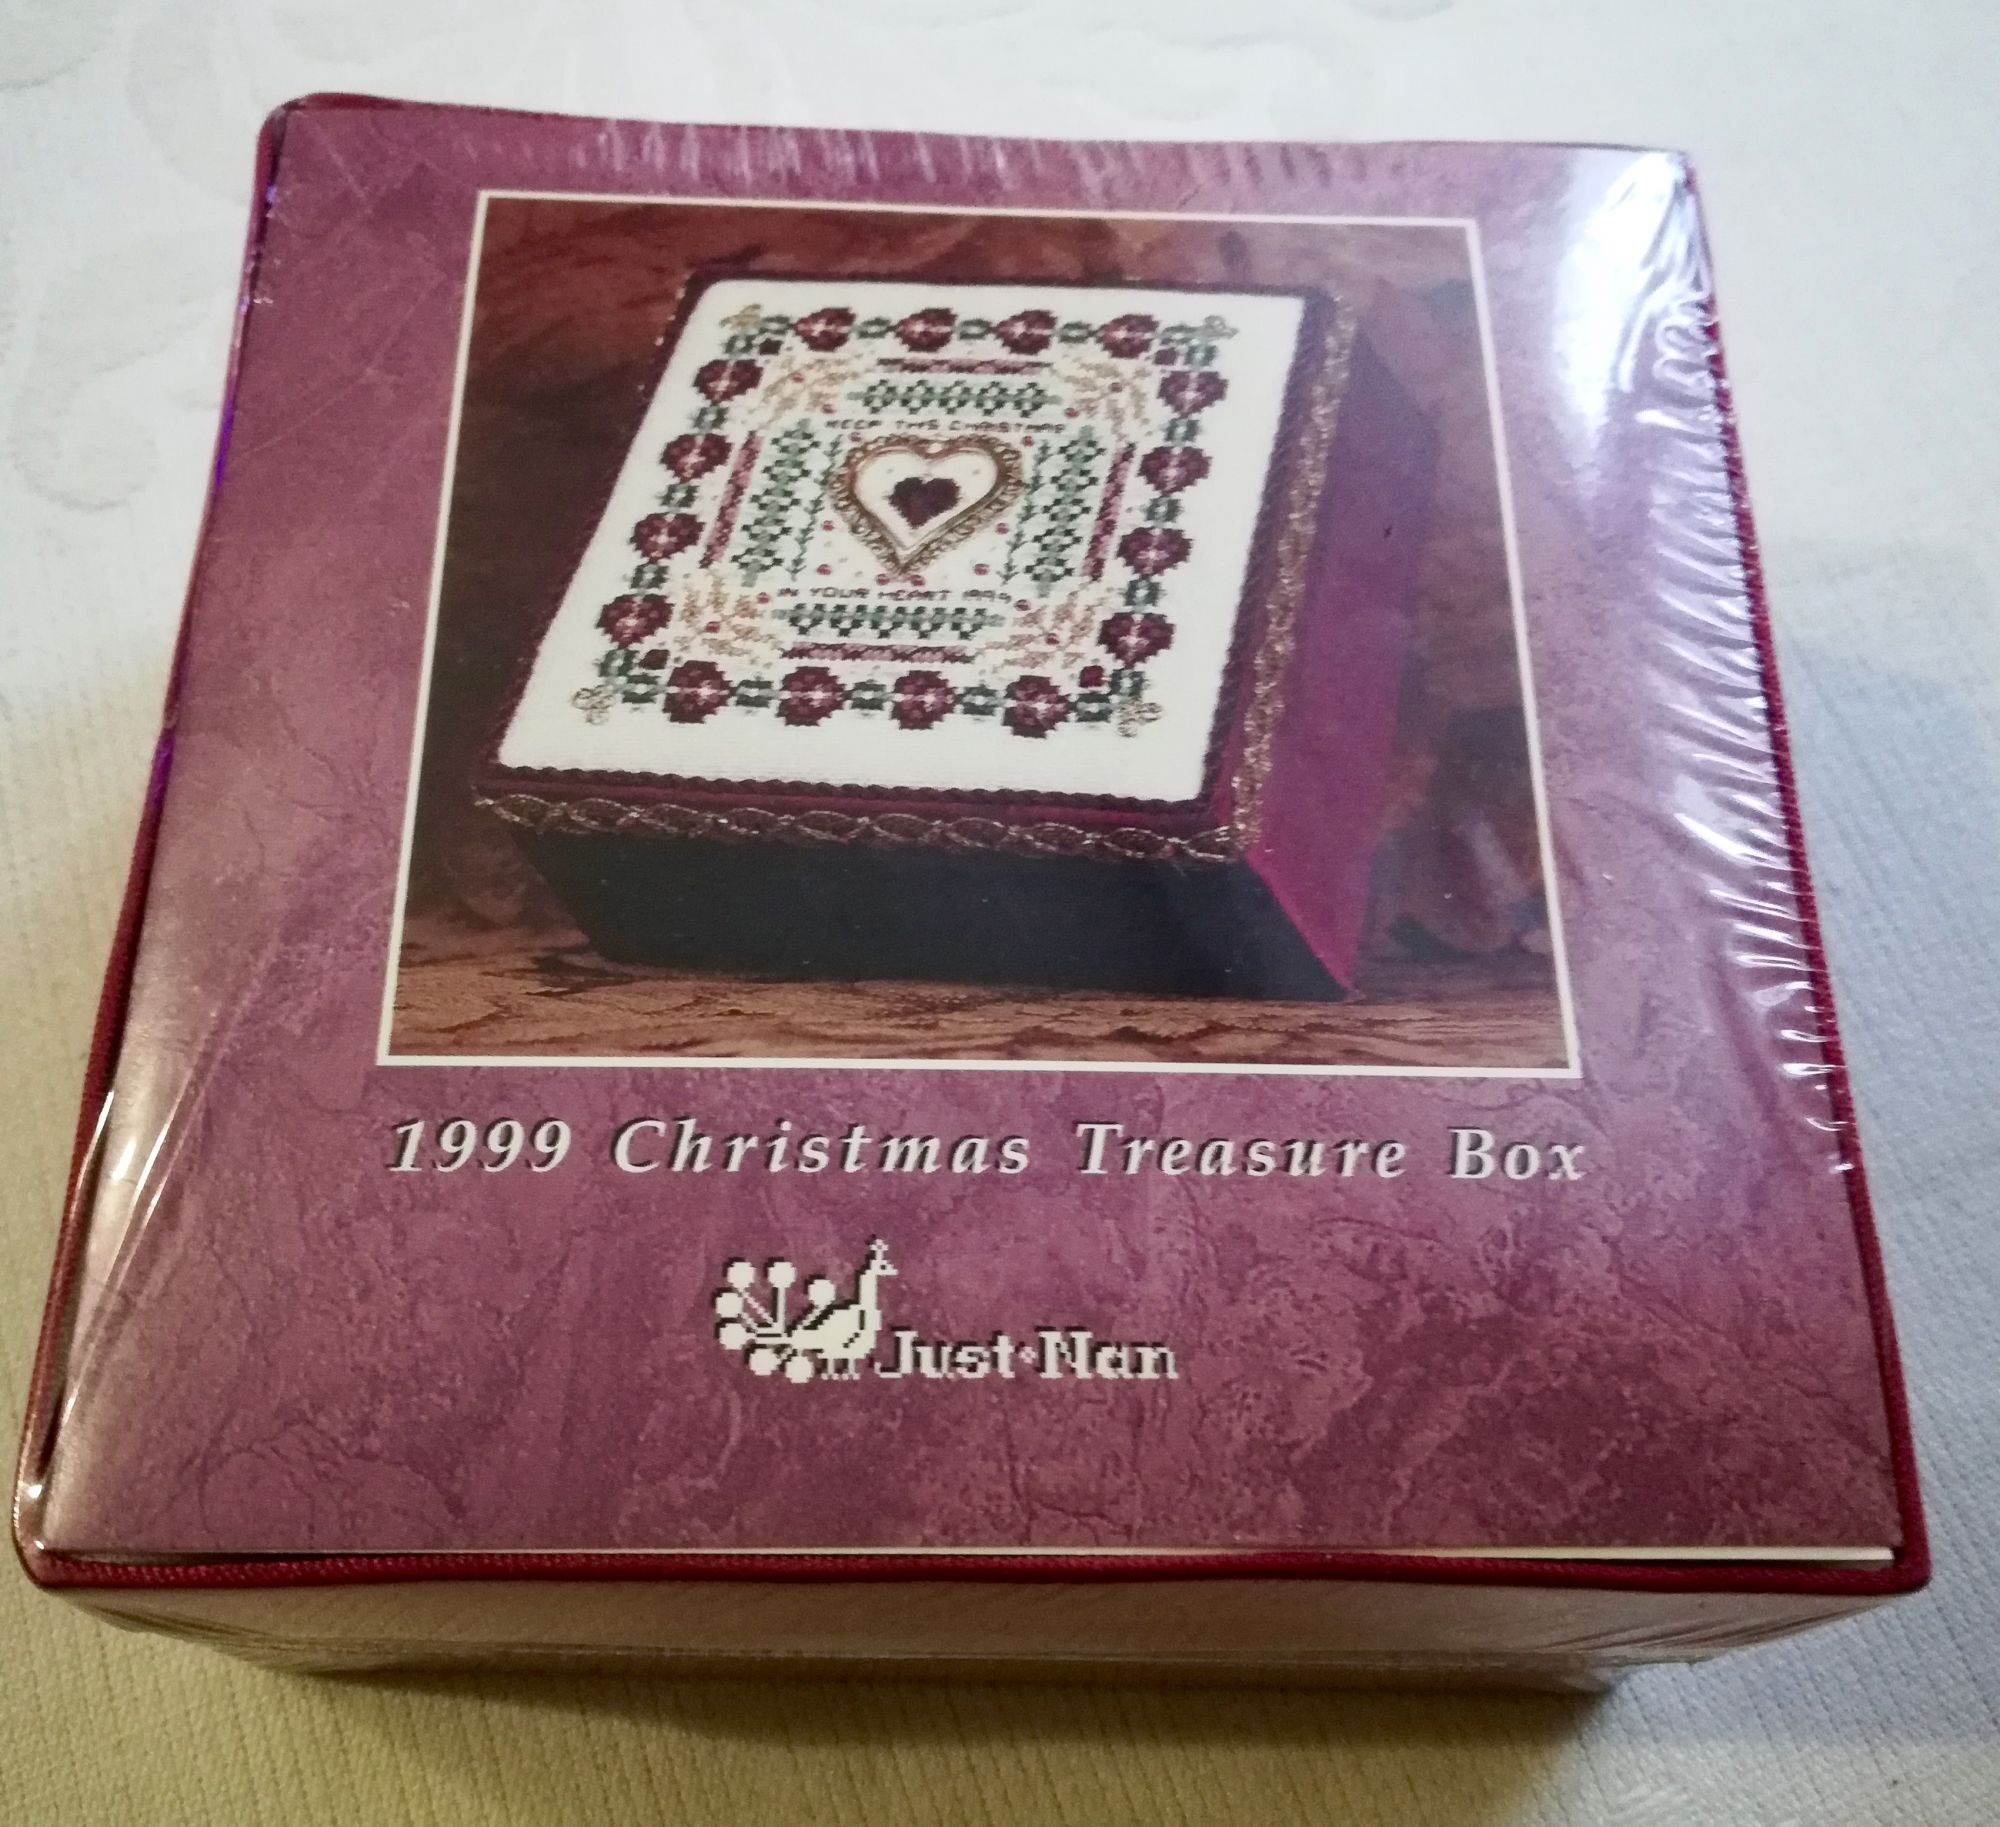 KEEP THIS CHRISTMAS
IN YOUR HEART 1999
1999 Christmas Treasure Box
Just Nan